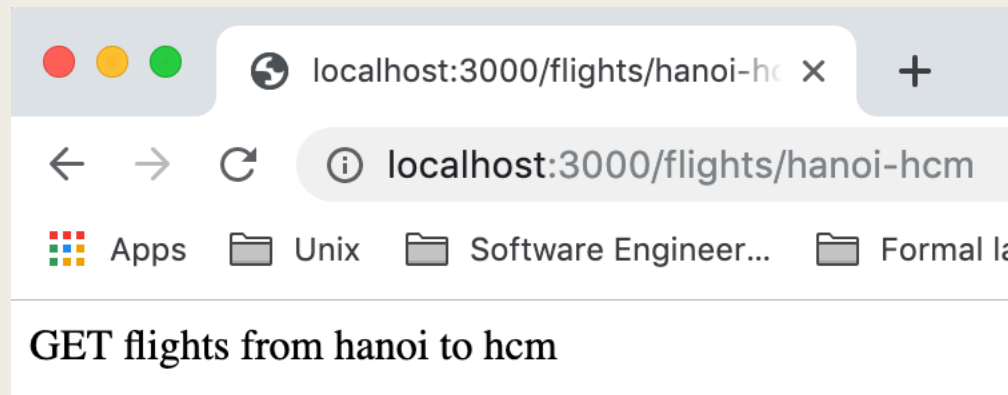 localhost:3000/flights/hanoi-hc
localhost:3000/flights/hanoi-hcm
Apps Unix Software Engineer... Formal la
GET flights from hanoi to hcm